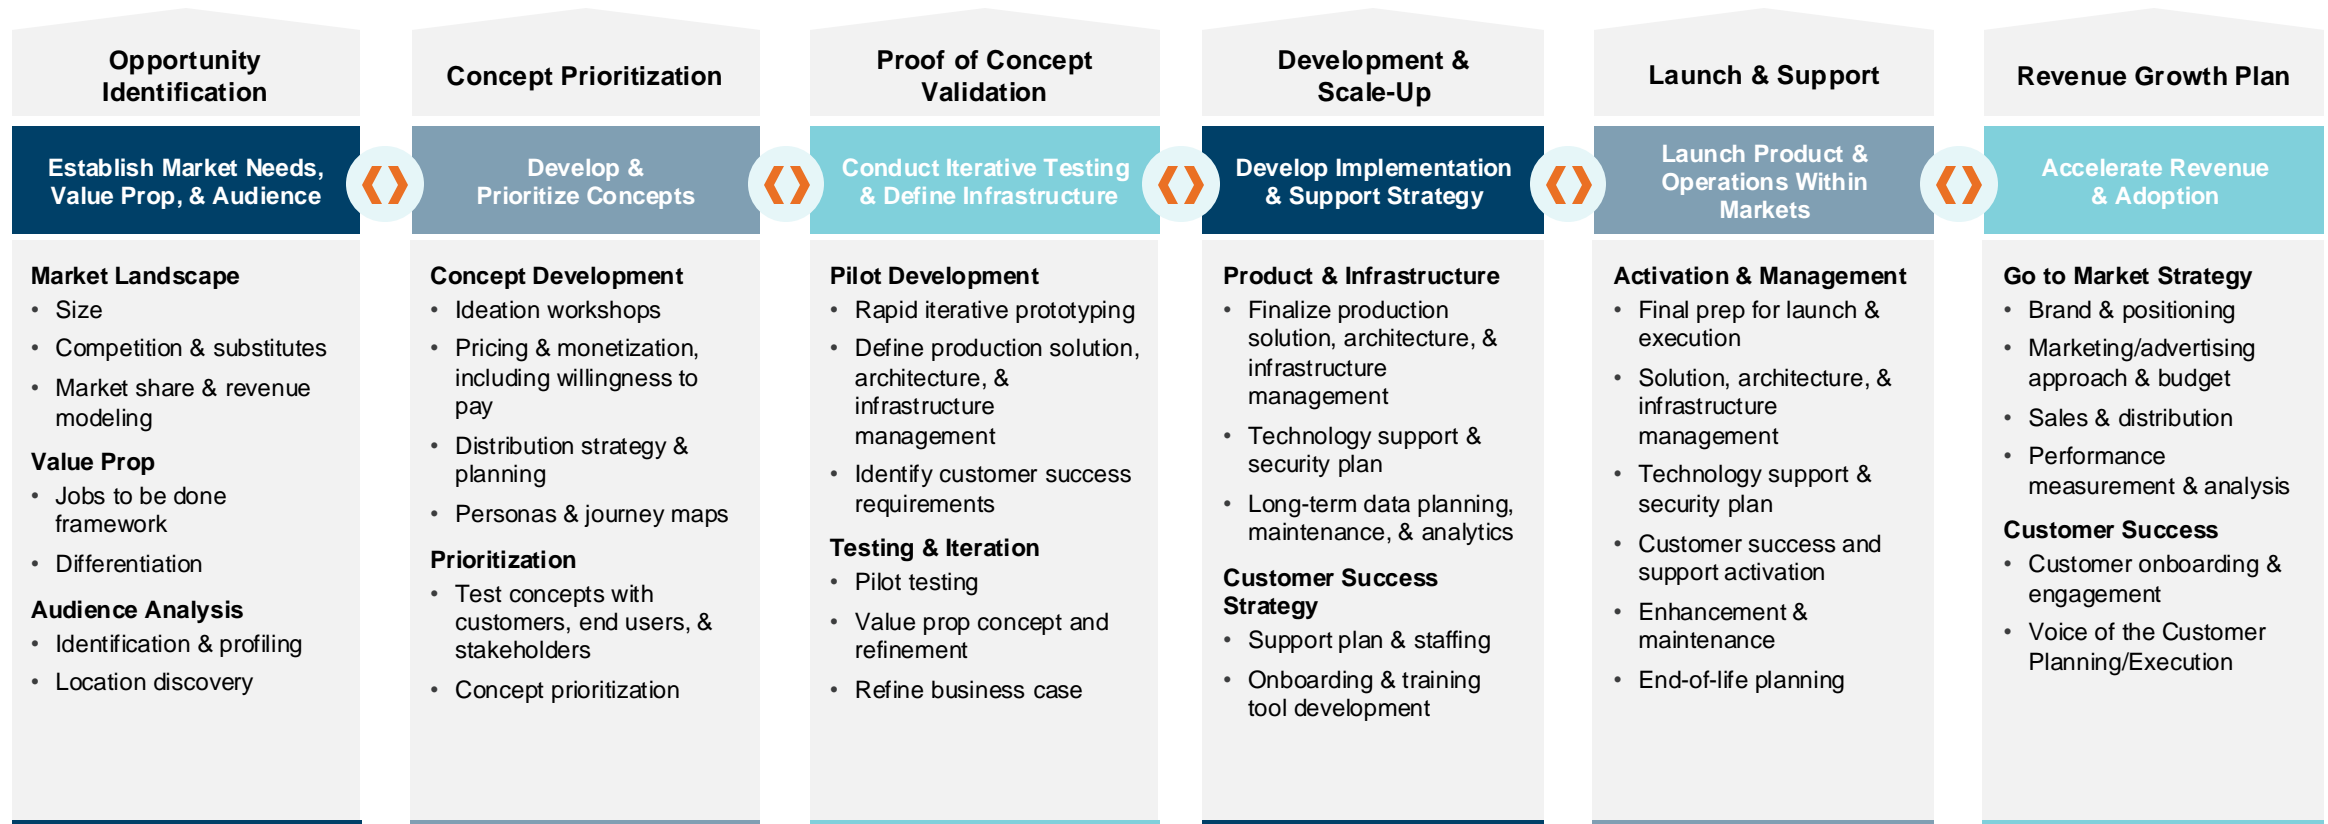 Opportunity
Identification
Establish Market Needs,
Value Prop, & Audience
Market Landscape
• Size
• Competition & substitutes
• Market share & revenue
modeling
Value Prop
• Jobs to be done
framework
• Differentiation
Audience Analysis
• Identification & profiling
• Location discovery
Concept Prioritization
Develop &
Prioritize Concepts
Concept Development
• Ideation workshops
• Pricing & monetization,
including willingness to
pay
• Distribution strategy &
planning
• Personas & journey maps
Prioritization
• Test concepts with
customers, end users, &
stakeholders
• Concept prioritization
Proof of Concept
Validation
Conduct Iterative Testing
& Define Infrastructure
Pilot Development
• Rapid iterative prototyping
• Define production solution,
architecture, &
infrastructure
management
• Identify customer success
requirements
Testing & Iteration
• Pilot testing
• Value prop concept and
refinement
• Refine business case
Development &
Scale-Up
Develop Implementation
& Support Strategy
Product & Infrastructure
• Finalize production
solution, architecture, &
infrastructure
management
• Technology support &
security plan
• Long-term data planning,
maintenance, & analytics
Customer Success
Strategy
• Support plan & staffing
• Onboarding & training
tool development
Launch & Support
Launch Product &
Operations Within
Markets
Activation & Management
• Final prep for launch &
execution
• Solution, architecture, &
infrastructure
management
• Technology support &
security plan
• Customer success and
support activation
• Enhancement &
maintenance
• End-of-life planning
Revenue Growth Plan
Accelerate Revenue
& Adoption
Go to Market Strategy
• Brand & positioning
• Marketing/advertising
approach & budget
• Sales & distribution
• Performance
measurement & analysis
Customer Success
• Customer onboarding &
engagement
• Voice of the Customer
Planning/Execution